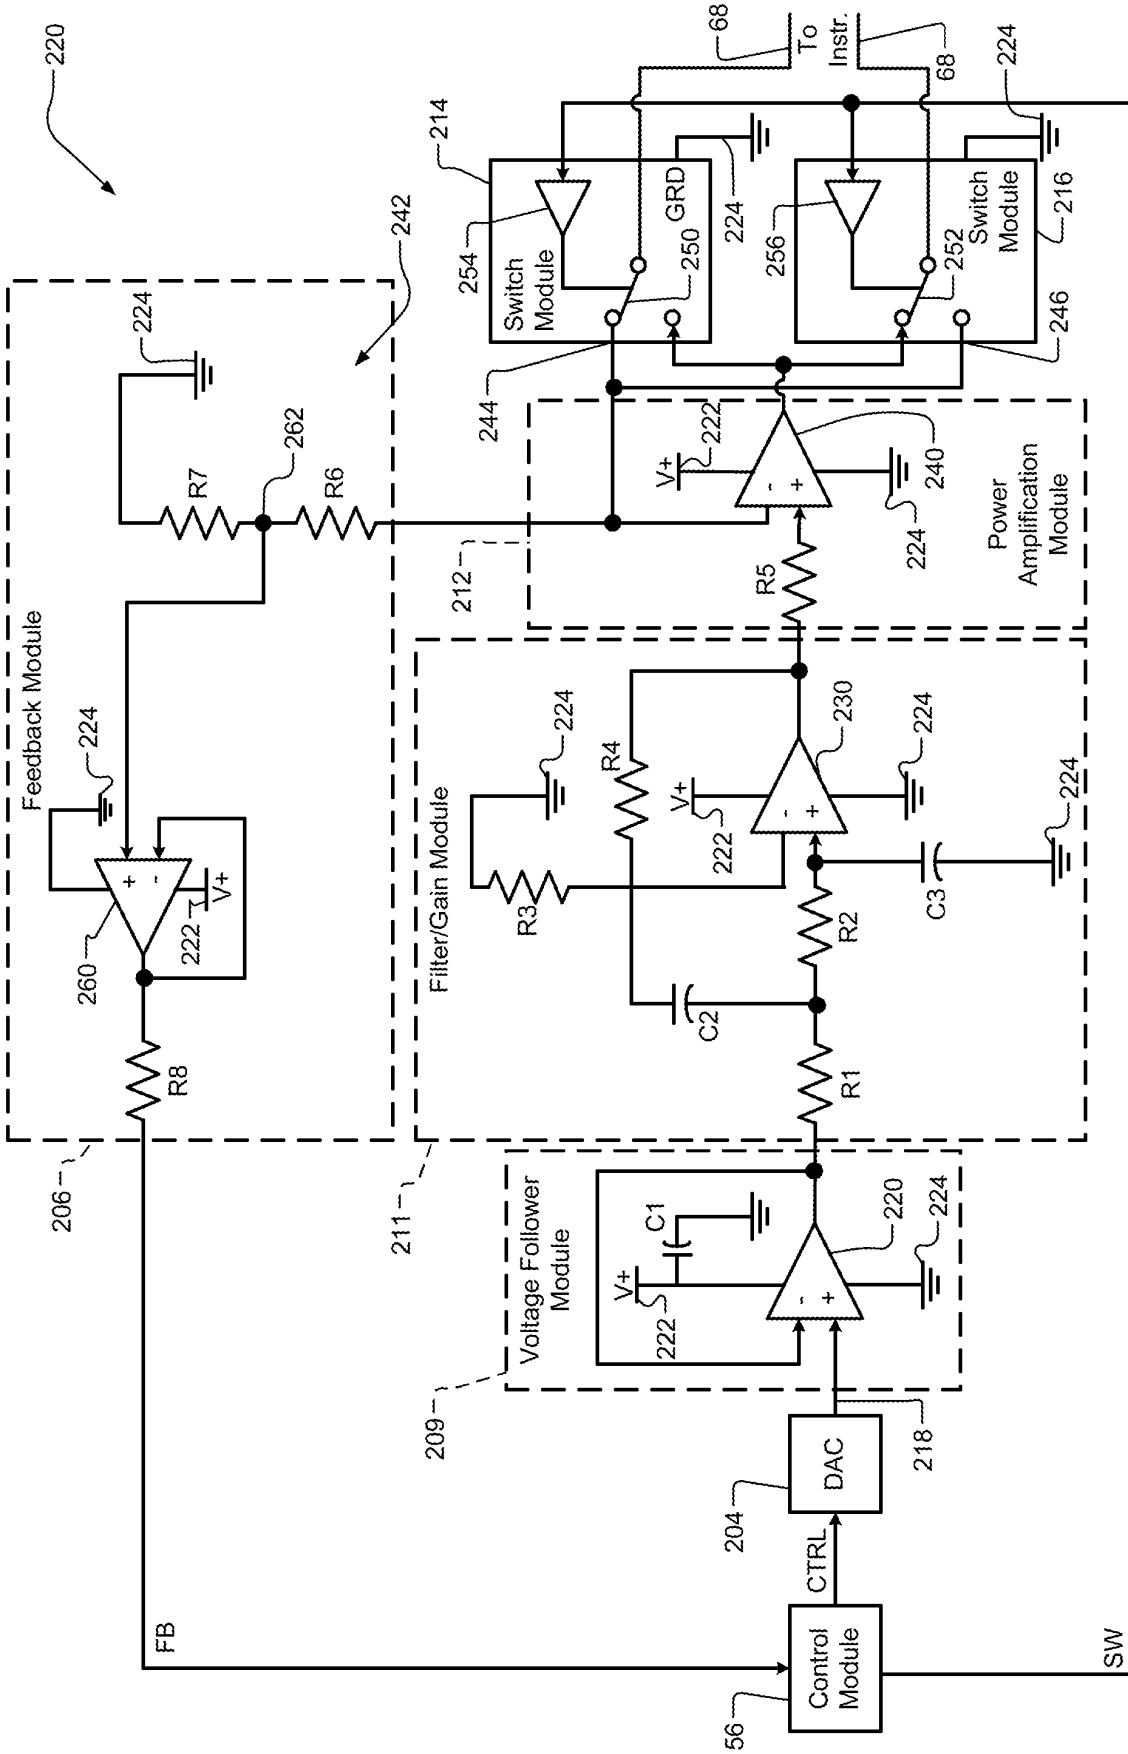 220
Feedback Module
206
242
224
224
R7
262
R6
R8
260
222
V+
+
-
FB
Filter/Gain Module
211
R3
224
R4
V+
222
-
+
230
224
C2
R1
R2
C3
224
Voltage Follower
Module
209
V+
222
C1
-
+
220
224
Power
Amplification
Module
212
R5
V+
222
-
+
240
224
214
254
Switch
Module
250
GRD
224
244
256
Switch
Module
252
216
246
224
68
To
Instr.
68
Control
Module
56
CTRL
DAC
204
218
SW